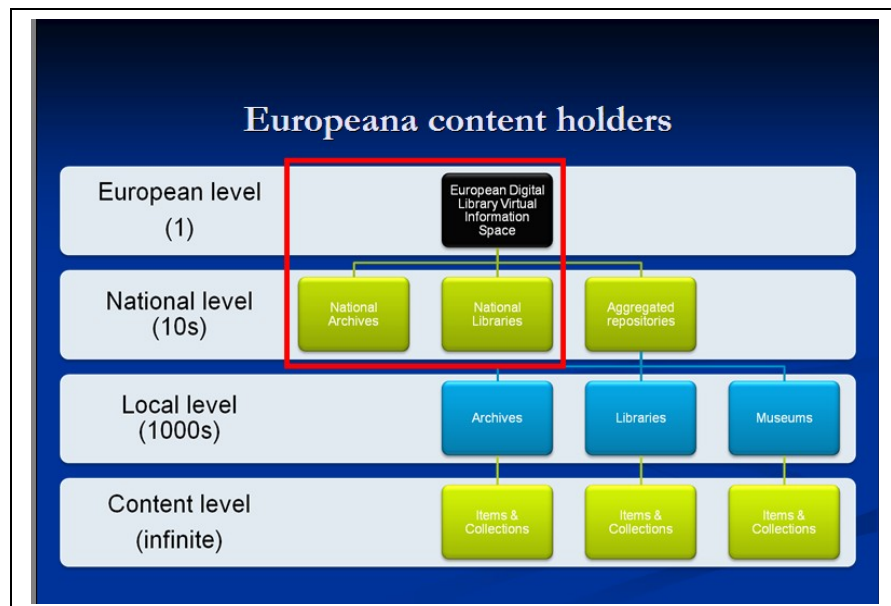 Europeana content holders
European level
(1)
European Digital
Library Virtual
Information
Space
National level
(10s)
National
Archives
National
Libraries
Aggregated
repositories
Local level
(1000s)
Archives
Libraries
Museums
Content level
(infinite)
Items &
Collections
Items &
Collections
Items &
Collections